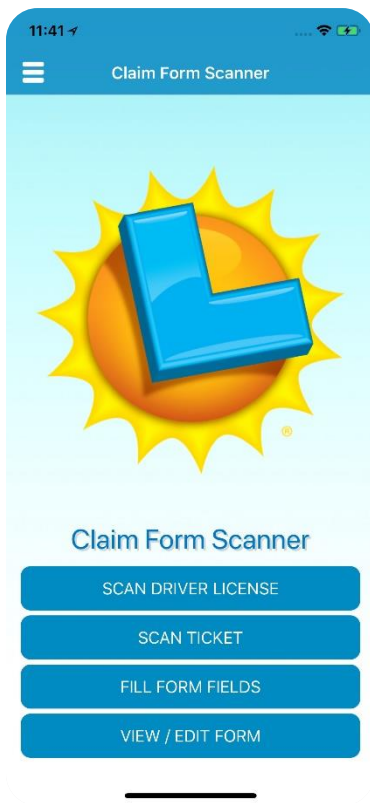 11:41
Claim Form Scanner
L
®
Claim Form Scanner
SCAN DRIVER LICENSE
SCAN TICKET
FILL FORM FIELDS
VIEW / EDIT FORM